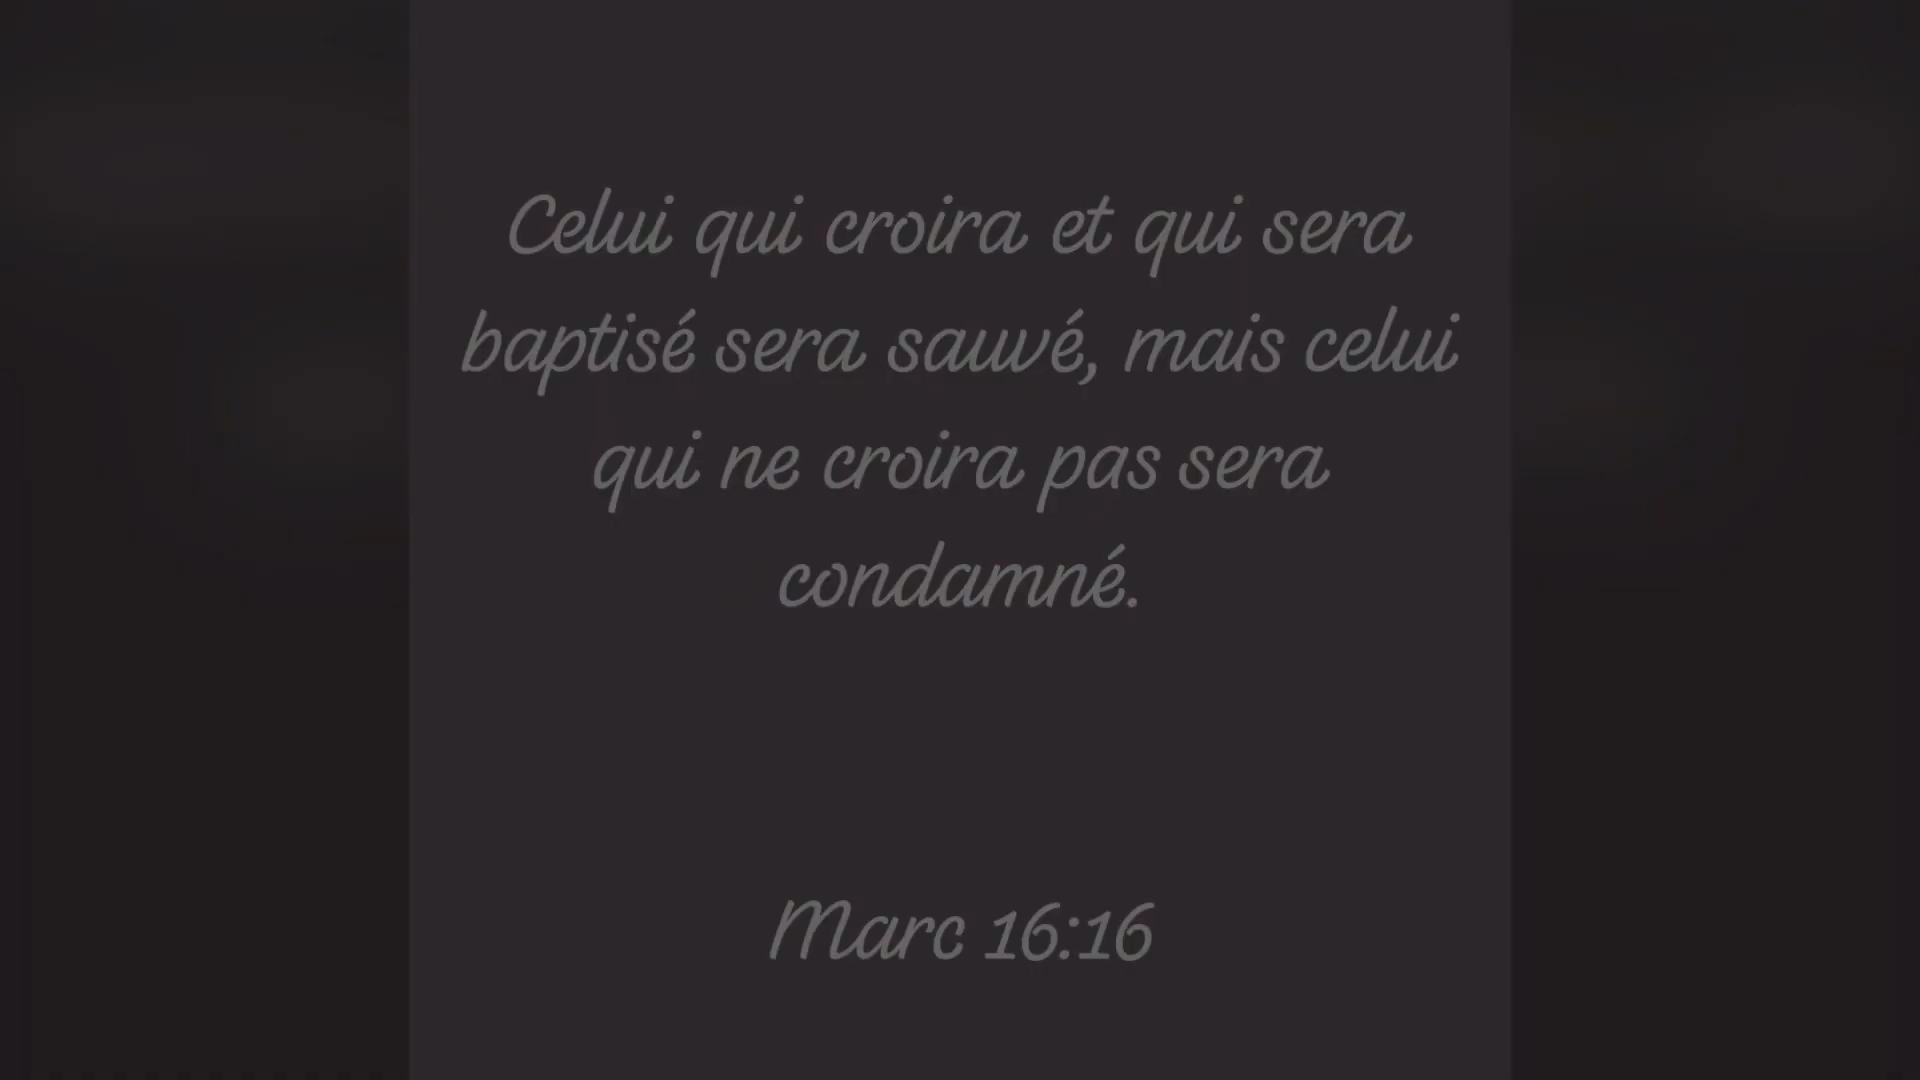 Celui qui croira et qui sera
baptisé sera sauvé, mais celui
qui ne croira pas sera
condamné.
Marc 16:16